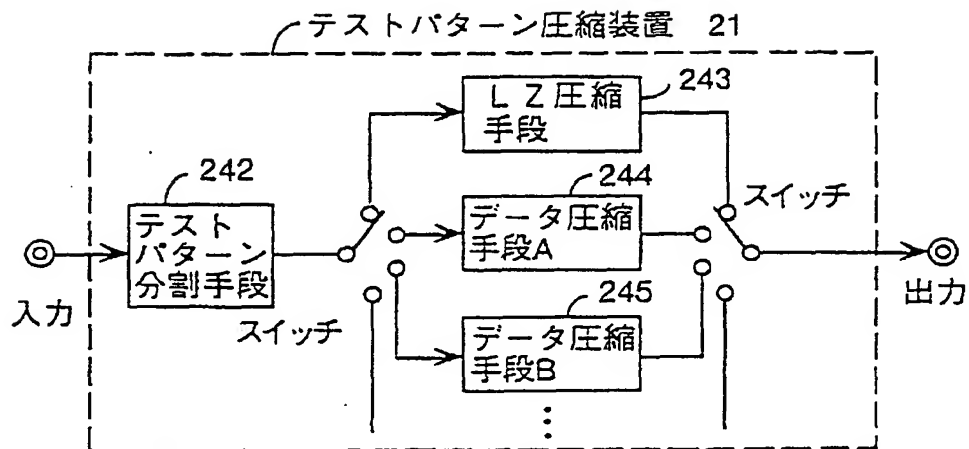 テストパターン圧縮装置 21
243
LZ圧縮
手段
242
テスト
パターン
分割手段
244
データ圧縮
手段A
スイッチ
入力
出力
スイッチ
245
データ圧縮
手段B